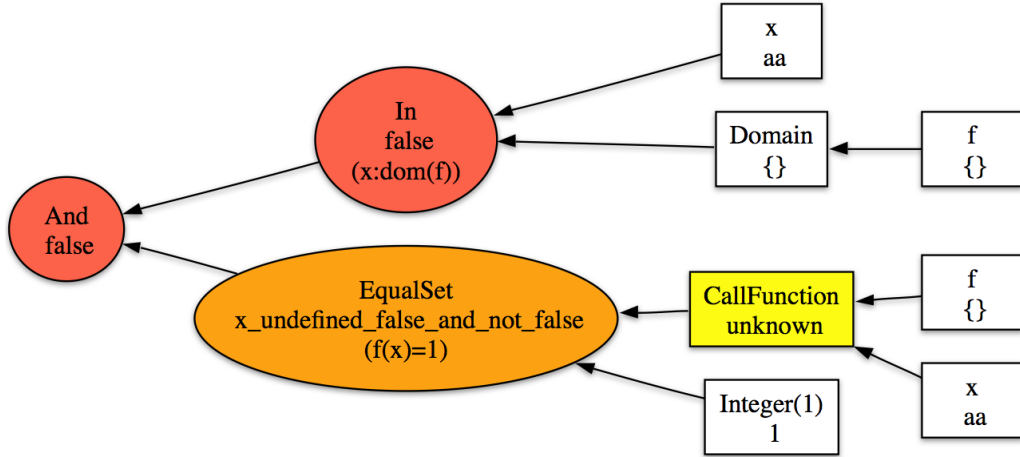 x
aa
In
false
(x:dom(f))
Domain
{}
f
{}
And
false
EqualSet
x_undefined_false_and_not_false
(f(x)=1)
CallFunction
unknown
f
{}
Integer(1)
1
x
aa